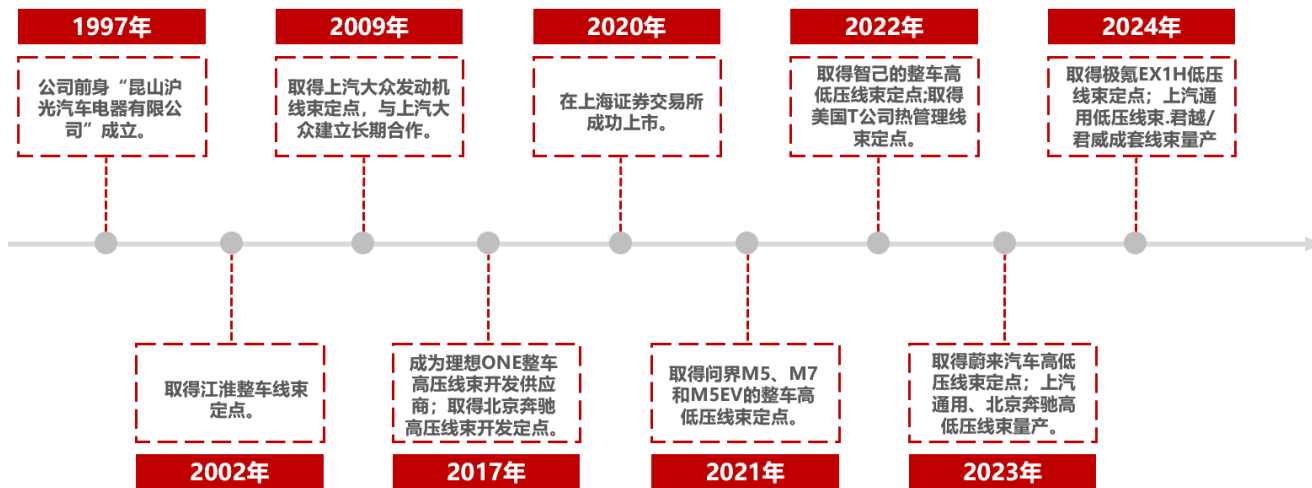 1997年
公司前身“昆山沪
光汽车电器有限公
司”成立。
2002年
取得江淮整车线束
定点。
2009年
取得上汽大众发动机
线束定点，与上汽大
众建立长期合作。
2017年
成为理想ONE整车
高压线束开发供应
商；取得北京奔驰
高压线束开发定点。
2020年
在上海证券交易所
成功上市。
2021年
取得问界M5、M7
和M5EV的整车高
低压线束定点。
2022年
取得智己的整车高
低压线束定点;取得
美国T公司热管理线
束定点。
2023年
取得蔚来汽车高低
压线束定点；上汽
通用、北京奔驰高
低压线束量产。
2024年
取得极氪EX1H低压
线束定点；上汽通
用低压线束.君越/
君威成套线束量产